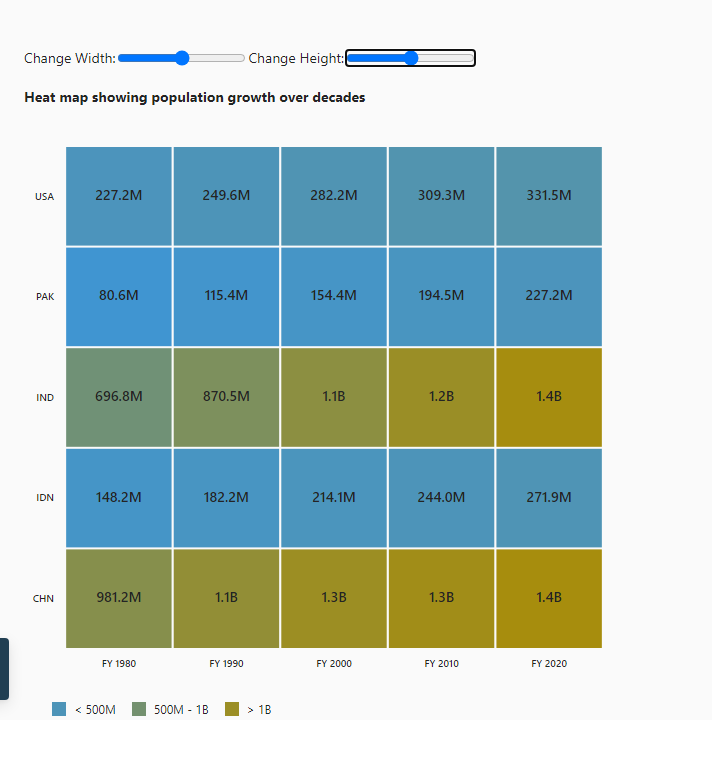 Change Width: Change Height:
Heat map showing population growth over decades
USA 227.2M 249.6M 282.2M 309.3M 331.5M
PAK 80.6M 115.4M 154.4M 194.5M 227.2M
IND 696.8M 870.5M 1.1B 1.2B 1.4B
IDN 148.2M 182.2M 214.1M 244.0M 271.9M
CHN 981.2M 1.1B 1.3B 1.3B 1.4B
FY 1980 FY 1990 FY 2000 FY 2010 FY 2020
< 500M 500M - 1B > 1B